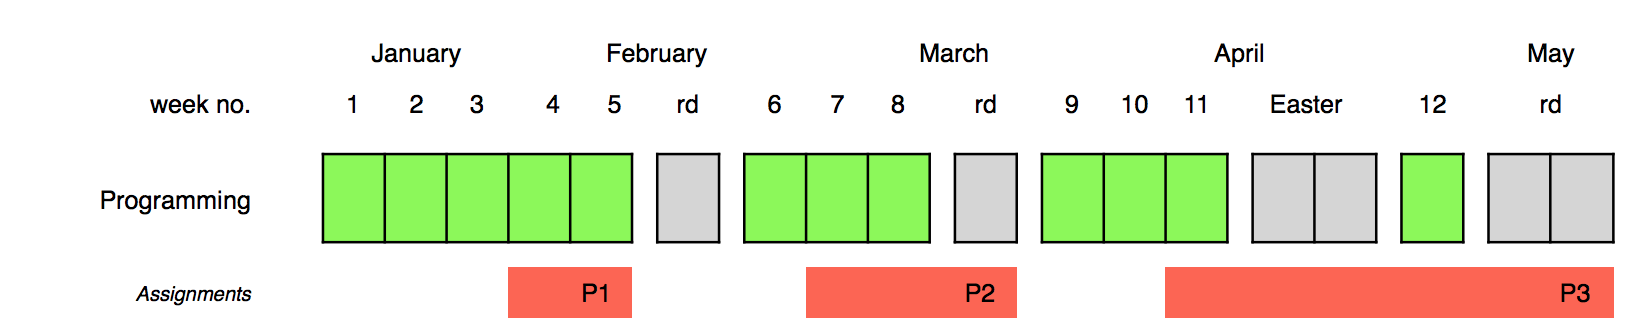 January February March April May
week no. 1 2 3 4 5 rd 6 7 8 rd 9 10 11 Easter 12 rd
Programming
Assignments P1 P2 P3